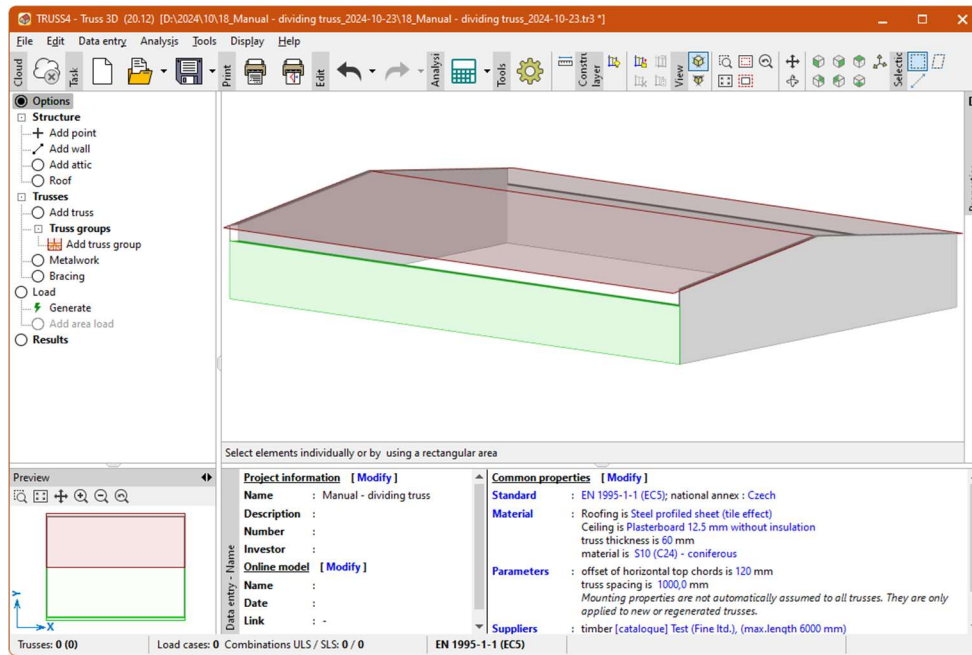 TRUSS4 - Truss 3D (20.12) [D:\2024\10\18_Manual - dividing truss_2024-10-23\18_Manual - dividing truss_2024-10-23.tr3 *]
File Edit Data entry Analysis Tools Display Help
Cloud
Task
Print
Edit
Analysi
Tools
Constru
layer
View
Selectic
Options
Structure
Add point
Add wall
Add attic
Roof
Trusses
Add truss
Truss groups
Add truss group
Metalwork
Bracing
Load
Generate
Add area load
Results
Select elements individually or by using a rectangular area
Preview
Y
X
Data entry - Name
Project information [Modify]
Name : Manual - dividing truss
Description :
Number :
Investor :
Online model [Modify]
Name :
Date :
Link : -
Common properties [Modify]
Standard : EN 1995-1-1 (EC5); national annex : Czech
Material : Roofing is Steel profiled sheet (tile effect)
Ceiling is Plasterboard 12.5 mm without insulation
truss thickness is 60 mm
material is S10 (C24) - coniferous
Parameters : offset of horizontal top chords is 120 mm
truss spacing is 1000,0 mm
Mounting properties are not automatically assumed to all trusses. They are only
applied to new or regenerated trusses.
Suppliers : timber [catalogue] Test (Fine ltd.), (max.length 6000 mm)
Trusses: 0 (0) Load cases: 0 Combinations ULS / SLS: 0 / 0 EN 1995-1-1 (EC5)